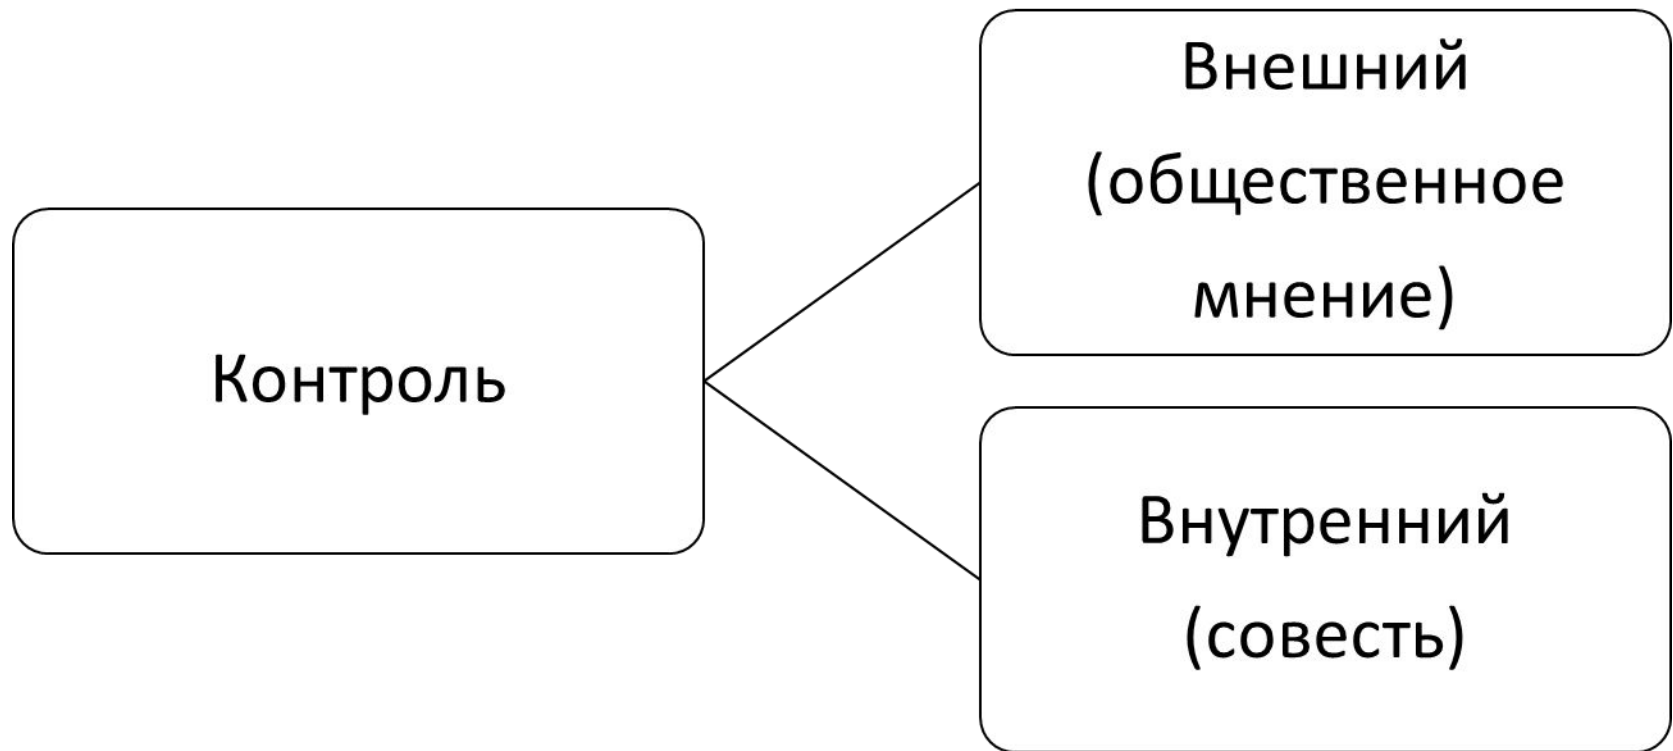 Контроль
Внешний
(общественное
мнение)
Внутренний
(совесть)